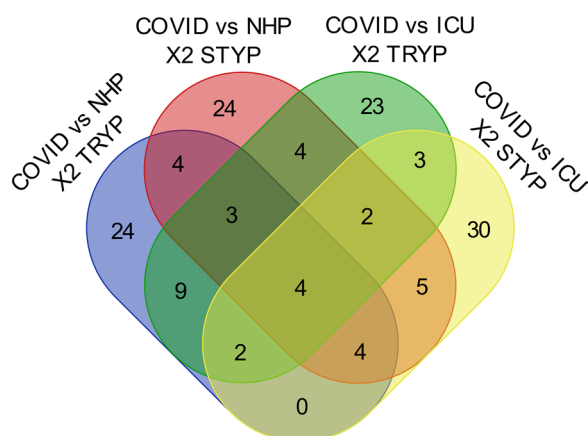 COVID vs NHP
X2 STYP
COVID vs ICU
X2 TRYP
COVID vs NHP
X2 TRYP
COVID vs ICU
X2 STYP
24
23
4
4
3
3
2
24
30
9
4
5
2
4
0